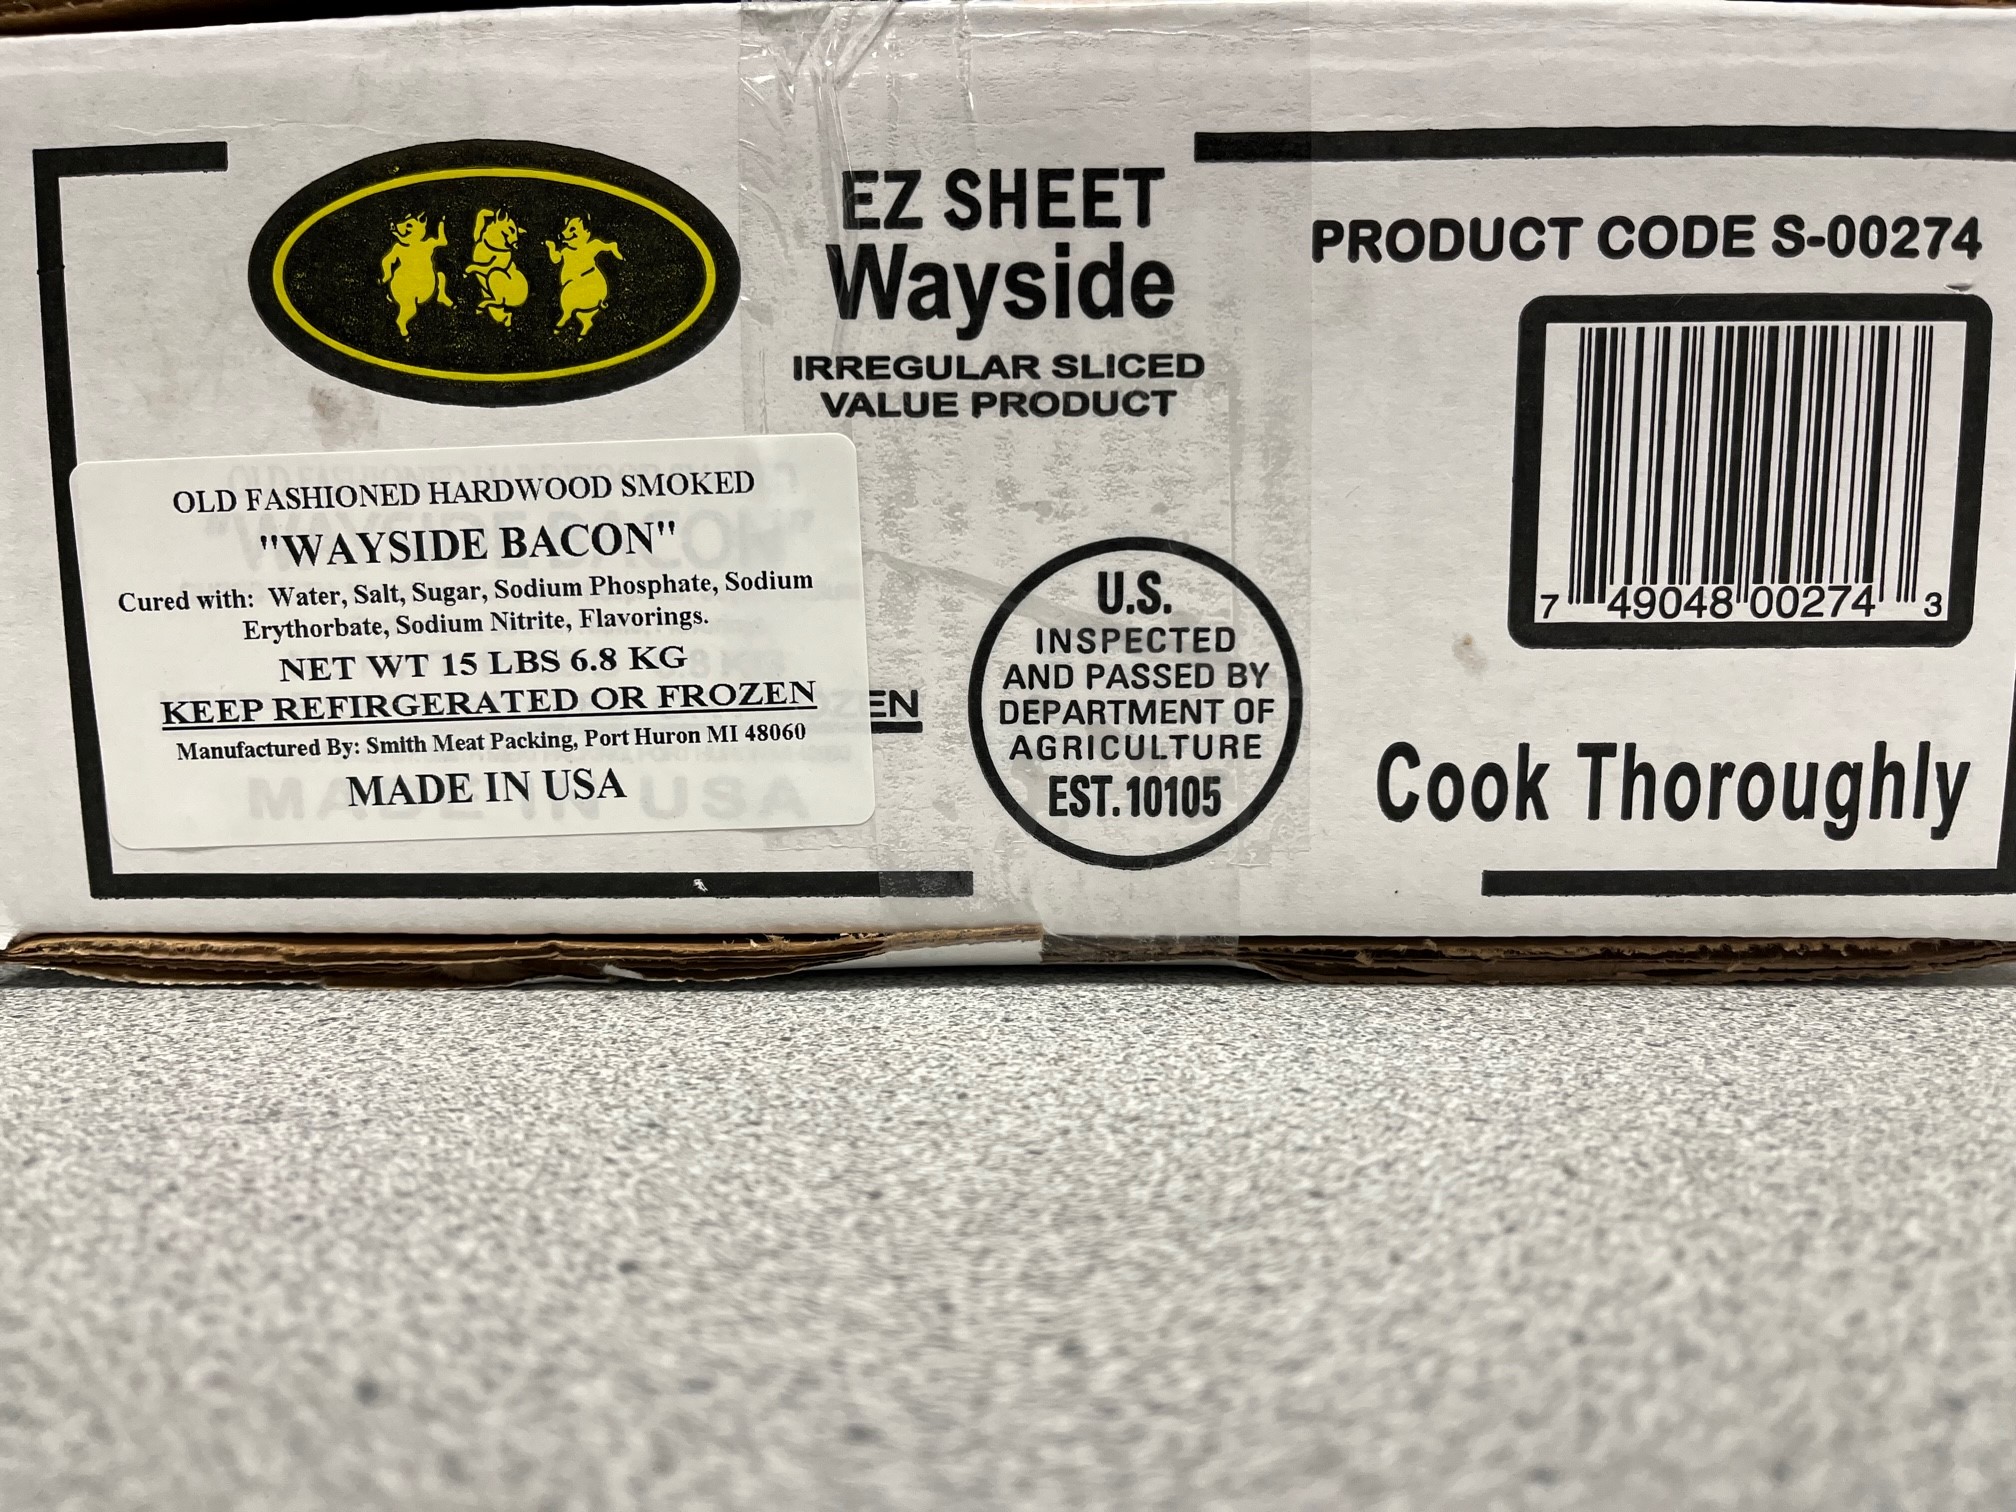 EZ SHEET
Wayside
IRREGULAR SLICED
VALUE PRODUCT
OLD FASHIONED HARDWOOD SMOKED
"WAYSIDE BACON"
Cured with: Water, Salt, Sugar, Sodium Phosphate, Sodium
Erythorbate, Sodium Nitrite, Flavorings.
NET WT 15 LBS 6.8 KG
KEEP REFIRGERATED OR FROZEN
Manufactured By: Smith Meat Packing, Port Huron MI 48060
MADE IN USA
EN
U.S.
INSPECTED
AND PASSED BY
DEPARTMENT OF
AGRICULTURE
EST. 10105
PRODUCT CODE S-00274
7 49048 00274 3
Cook Thoroughly